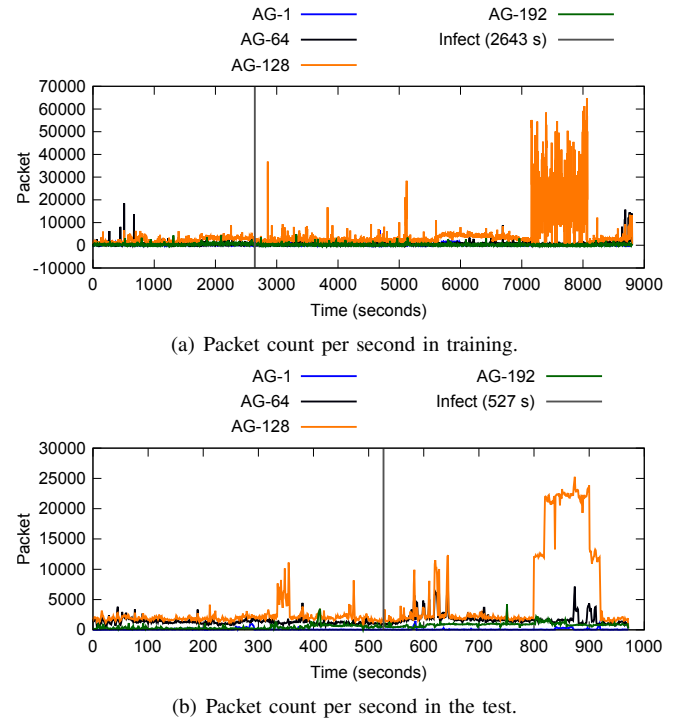 AG-1
AG-64
AG-128
AG-192
Infect (2643 s)
70000
60000
50000
40000
30000
20000
10000
0
-10000
Packet
0 1000 2000 3000 4000 5000 6000 7000 8000 9000
Time (seconds)
(a) Packet count per second in training.
AG-1
AG-64
AG-128
AG-192
Infect (527 s)
30000
25000
20000
15000
10000
5000
0
Packet
0 100 200 300 400 500 600 700 800 900 1000
Time (seconds)
(b) Packet count per second in the test.